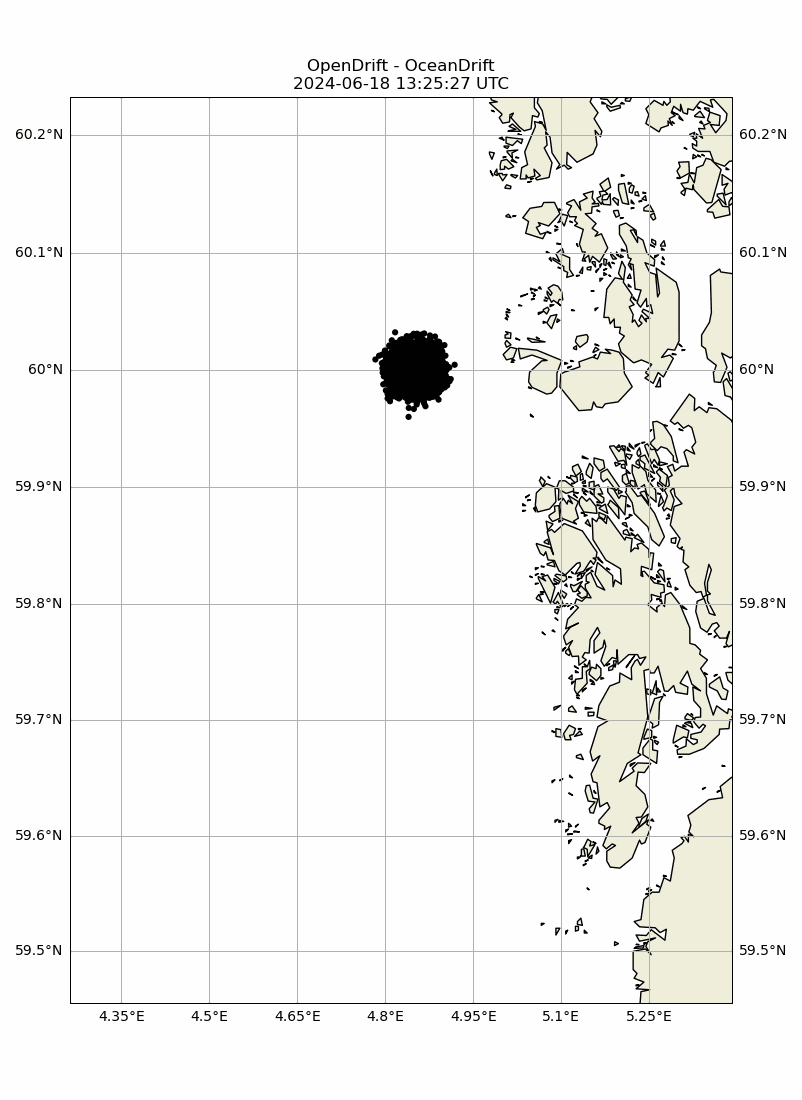 OpenDrift - OceanDrift
2024-06-18 13:25:27 UTC
60.2°N 60.2°N
60.1°N 60.1°N
60°N 60°N
59.9°N 59.9°N
59.8°N 59.8°N
59.7°N 59.7°N
59.6°N 59.6°N
59.5°N 59.5°N
4.35°E 4.5°E 4.65°E 4.8°E 4.95°E 5.1°E 5.25°E